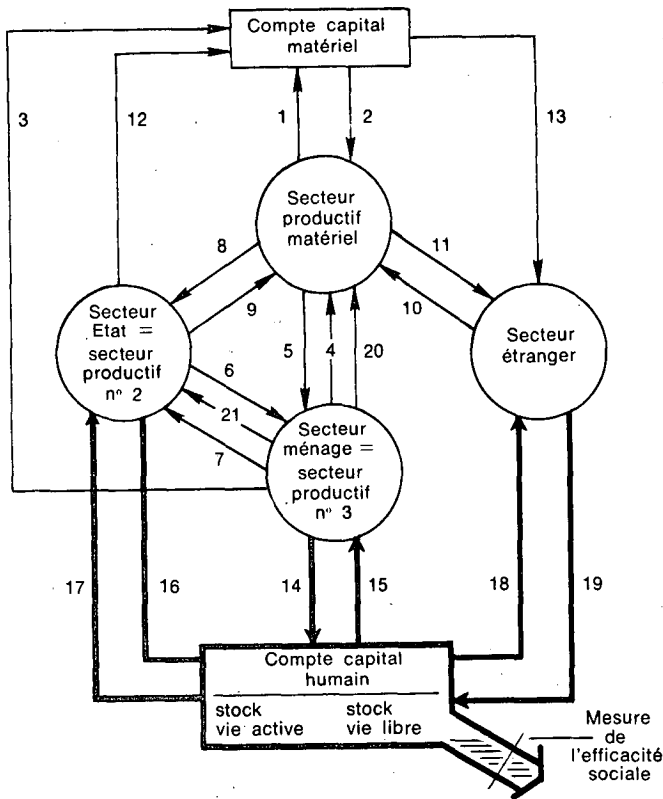 Compte capital
matériel
3
12
1
2
13
Secteur
productif
matériel
8
11
9
10
Secteur
Etat =
secteur
productif
nº 2
5
4
20
Secteur
étranger
6
21
7
Secteur
ménage =
secteur
productif
nº 3
17
16
14
15
18
19
Compte capital
humain
stock
vie active
stock
vie libre
Mesure
de
l'efficacité
sociale